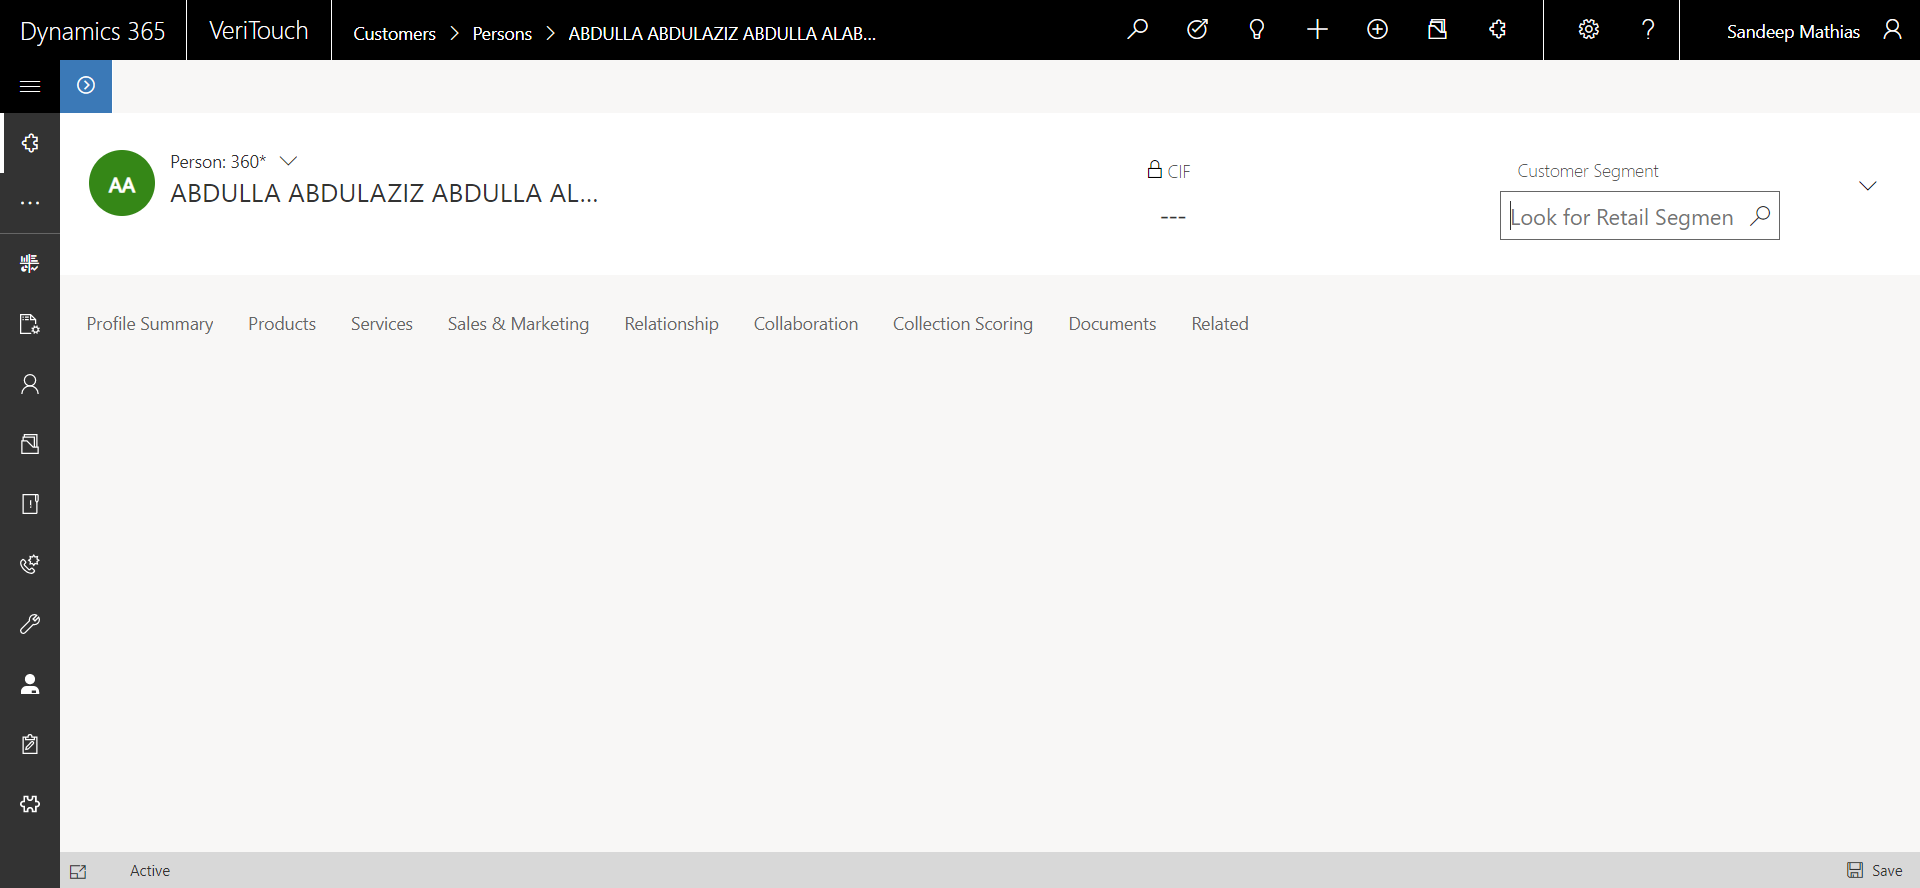 Dynamics 365
VeriTouch
Customers > Persons > ABDULLA ABDULAZIZ ABDULLA ALAB...
Sandeep Mathias
AA
Person: 360*
ABDULLA ABDULAZIZ ABDULLA AL...
CIF
---
Customer Segment
Look for Retail Segmen
Profile Summary
Products
Services
Sales & Marketing
Relationship
Collaboration
Collection Scoring
Documents
Related
Active
Save